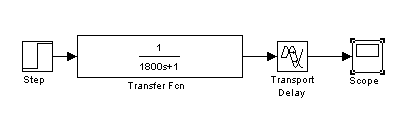 1
1800s+1
Step
Transfer Fcn
Transport
Delay
Scope